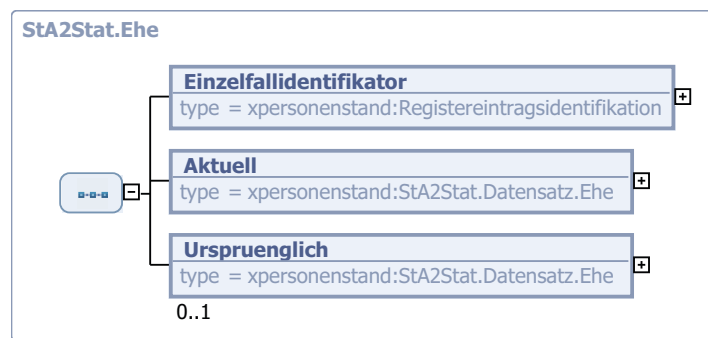 StA2Stat.Ehe
Einzelfallidentifikator
type = xpersonenstand:Registereintragsidentifikation
Aktuell
type = xpersonenstand:StA2Stat.Datensatz.Ehe
Urspruenglich
type = xpersonenstand:StA2Stat.Datensatz.Ehe
0..1